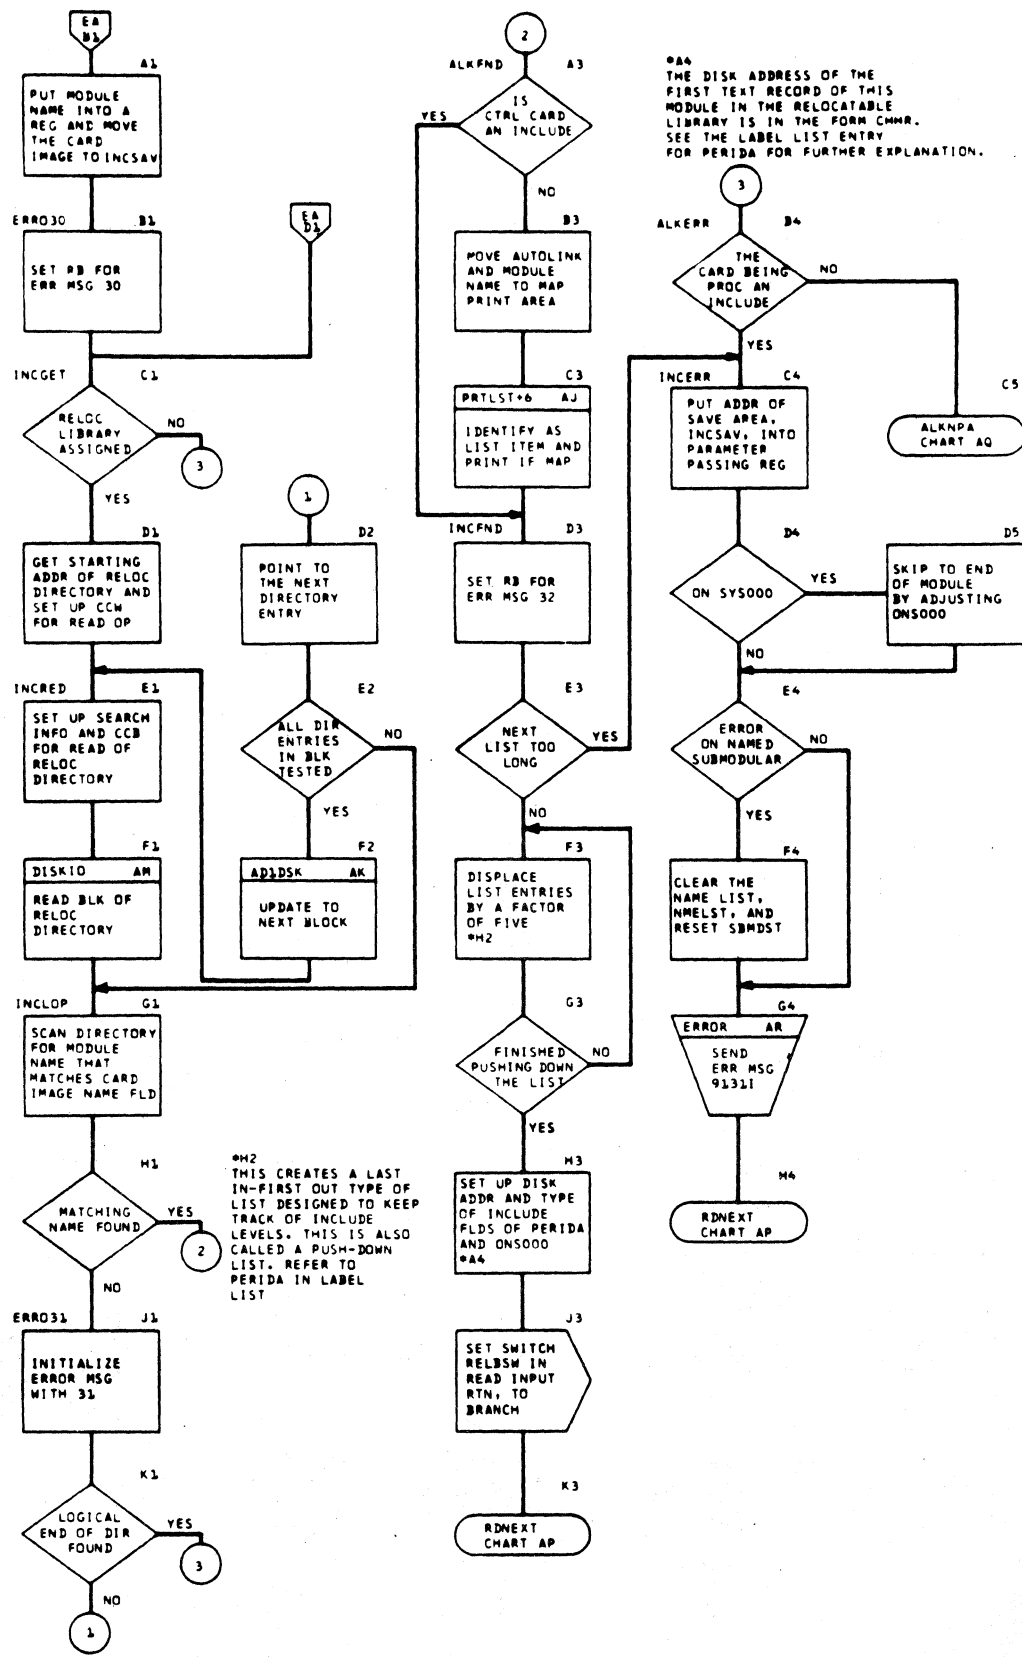 EA
B1
A1
PUT MODULE
NAME INTO A
REG AND MOVE
THE CARD
IMAGE TO INCSAV
ERRO30
B1
SET RB FOR
ERR MSG 30
EA
D1
INCGET
C1
RELOC
LIBRARY
ASSIGNED
NO
3
YES
D1
GET STARTING
ADDR OF RELOC
DIRECTORY AND
SET UP CCW
FOR READ OP
INCRED
E1
SET UP SEARCH
INFO AND CCB
FOR READ OF
RELOC
DIRECTORY
F1
DISKIO AM
READ BLK OF
RELOC
DIRECTORY
INCLOP
G1
SCAN DIRECTORY
FOR MODULE
NAME THAT
MATCHES CARD
IMAGE NAME FLD
H1
MATCHING
NAME FOUND
YES
2
NO
ERRO31
J1
INITIALIZE
ERROR MSG
WITH 31
K1
LOGICAL
END OF DIR
FOUND
YES
3
NO
1
1
D2
POINT TO
THE NEXT
DIRECTORY
ENTRY
E2
ALL DIR
ENTRIES
IN BLK
TESTED
NO
YES
F2
AD1DSK AK
UPDATE TO
NEXT BLOCK
*H2
THIS CREATES A LAST
IN-FIRST OUT TYPE OF
LIST DESIGNED TO KEEP
TRACK OF INCLUDE
LEVELS. THIS IS ALSO
CALLED A PUSH-DOWN
LIST. REFER TO
PERIDA IN LABEL
LIST
2
ALKFND
A3
IS
CTRL CARD
AN INCLUDE
YES
NO
B3
MOVE AUTOLINK
AND MODULE
NAME TO MAP
PRINT AREA
C3
PRTLST+6 AJ
IDENTIFY AS
LIST ITEM AND
PRINT IF MAP
INCFND
D3
SET RB FOR
ERR MSG 32
E3
NEXT
LIST TOO
LONG
YES
NO
F3
DISPLACE
LIST ENTRIES
BY A FACTOR
OF FIVE
*H2
G3
FINISHED
PUSHING DOWN
THE LIST
NO
YES
H3
SET UP DISK
ADDR AND TYPE
OF INCLUDE
FLDS OF PERIDA
AND ONS000
*A4
J3
SET SWITCH
RELBSW IN
READ INPUT
RTN, TO
BRANCH
K3
RDNEXT
CHART AP
*A4
THE DISK ADDRESS OF THE
FIRST TEXT RECORD OF THIS
MODULE IN THE RELOCATABLE
LIBRARY IS IN THE FORM CHHR.
SEE THE LABEL LIST ENTRY
FOR PERIDA FOR FURTHER EXPLANATION.
3
ALKERR
B4
THE
CARD BEING
PROC AN
INCLUDE
NO
YES
INCERR
C4
PUT ADDR OF
SAVE AREA,
INCSAV, INTO
PARAMETER
PASSING REG
C5
ALKNPA
CHART AQ
D4
ON SYS000
YES
NO
D5
SKIP TO END
OF MODULE
BY ADJUSTING
ONS000
E4
ERROR
ON NAMED
SUBMODULAR
NO
YES
F4
CLEAR THE
NAME LIST,
NMELST, AND
RESET SBMDST
G4
ERROR AR
SEND
ERR MSG
9131I
H4
RDNEXT
CHART AP